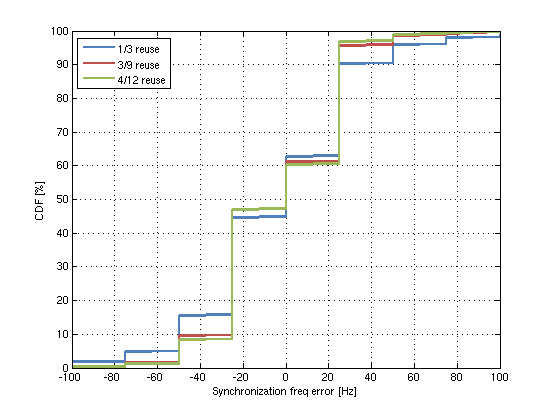 100
90
80
70
60
50
40
30
20
10
0
CDF [%]
1/3 reuse
3/9 reuse
4/12 reuse
-100 -80 -60 -40 -20 0 20 40 60 80 100
Synchronization freq error [Hz]